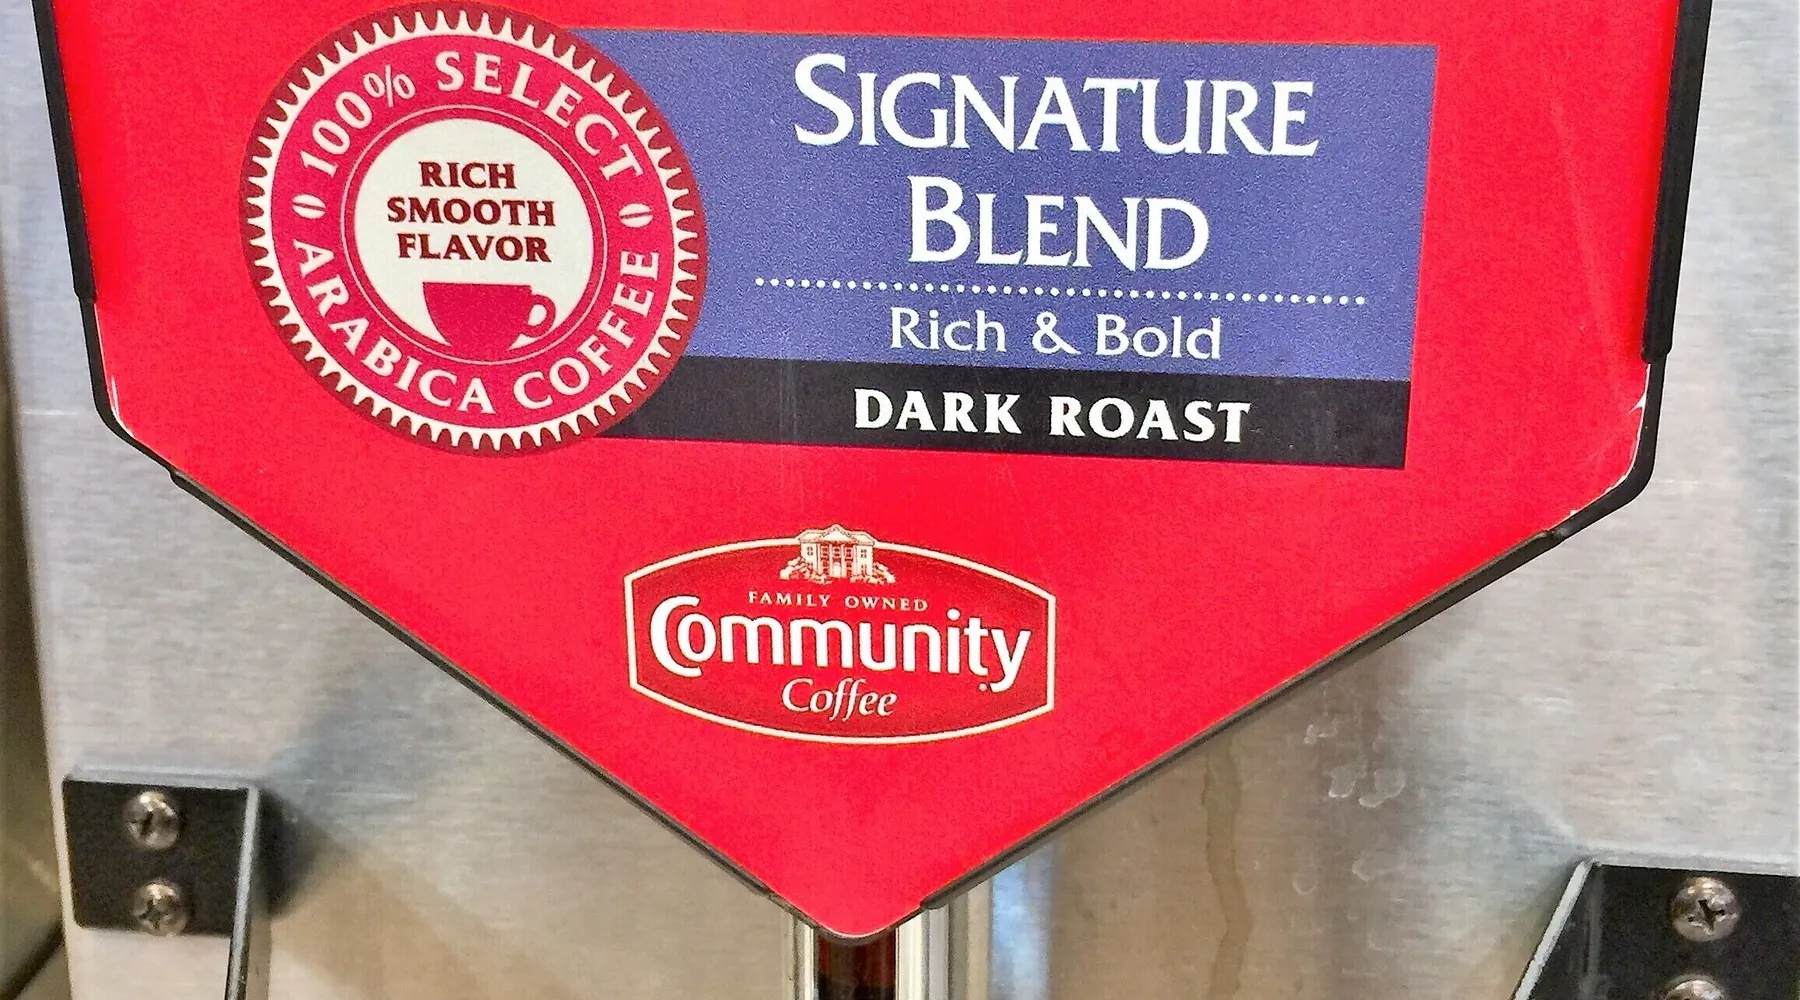 100% SELECT
ARABICA COFFEE
RICH
SMOOTH
FLAVOR
SIGNATURE
BLEND
Rich & Bold
DARK ROAST
FAMILY OWNED
Community
Coffee